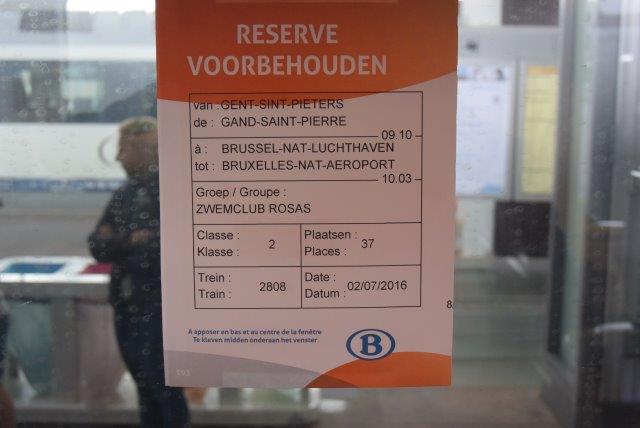 RESERVE
VOORBEHOUDEN
van : GENT-SINT-PIETERS
de : GAND-SAINT-PIERRE
09.10
à : BRUSSEL-NAT-LUCHTHAVEN
tot : BRUXELLES-NAT-AEROPORT
10.03
Groep / Groupe :
ZWEMCLUB ROSAS
Classe :
Klasse : 2
Plaatsen :
Places : 37
Trein :
Train : 2808
Date :
Datum : 02/07/2016
8
A apposer en bas et au centre de la fenêtre
Te kleven midden onderaan het venster
B